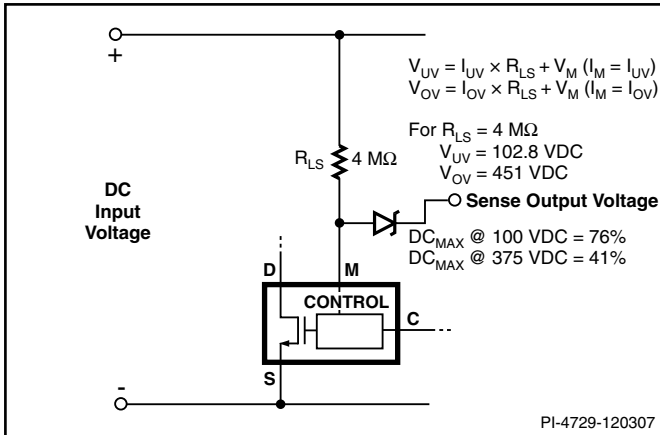 +
V_UV = I_UV × R_LS + V_M (I_M = I_UV)
V_OV = I_OV × R_LS + V_M (I_M = I_OV)
For R_LS = 4 MΩ
V_UV = 102.8 VDC
V_OV = 451 VDC
R_LS 4 MΩ
DC
Input
Voltage
Sense Output Voltage
DC_MAX @ 100 VDC = 76%
DC_MAX @ 375 VDC = 41%
D
M
CONTROL
C
S
-
PI-4729-120307